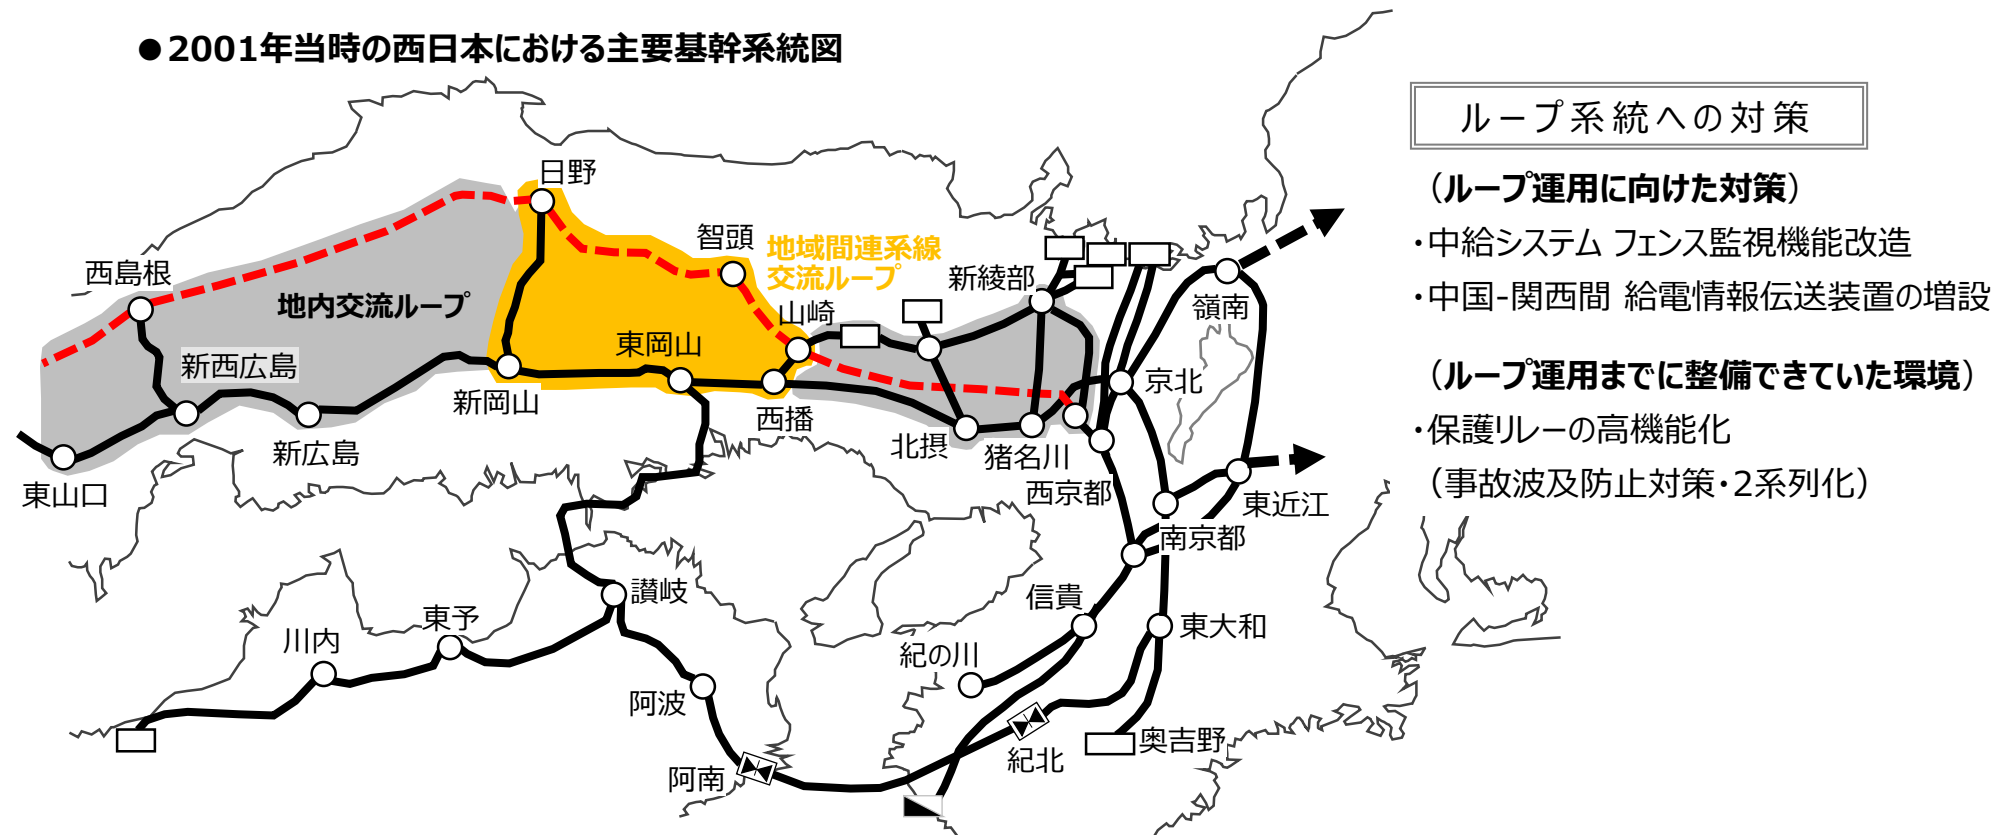 ●2001年当時の西日本における主要基幹系統図
ループ系統への対策
（ループ運用に向けた対策）
・中給システム フェンス監視機能改造
・中国-関西間 給電情報伝送装置の増設
（ループ運用までに整備できていた環境）
・保護リレーの高機能化
（事故波及防止対策・2系列化）
日野
智頭
地域間連系線
交流ループ
西島根
地内交流ループ
山崎
新綾部
嶺南
新西広島
東岡山
新岡山
京北
西播
新広島
北摂
猪名川
東山口
西京都
東近江
南京都
讃岐
信貴
東予
東大和
川内
紀の川
阿波
奥吉野
紀北
阿南